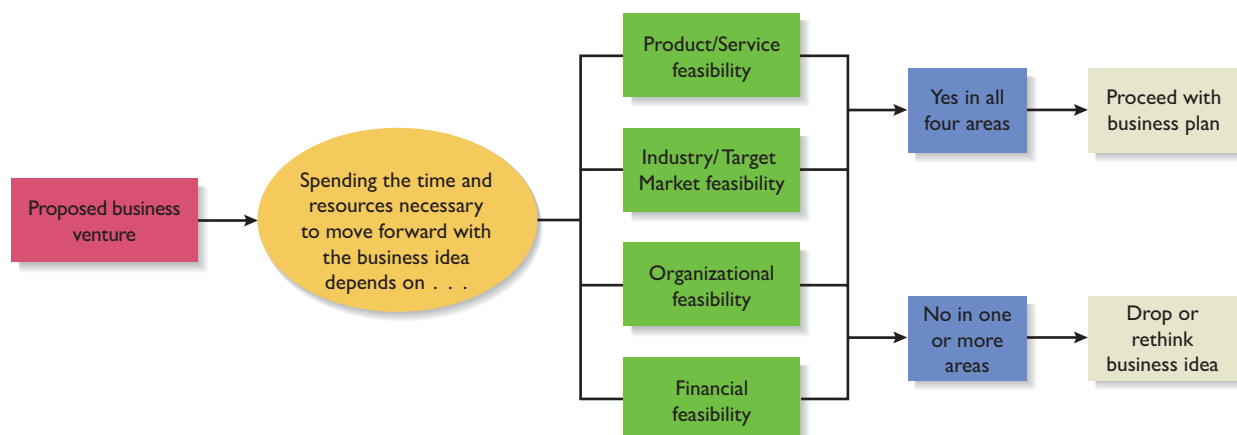 Proposed business
venture
Spending the time and
resources necessary
to move forward with
the business idea
depends on . . .
Product/Service
feasibility
Industry/ Target
Market feasibility
Organizational
feasibility
Financial
feasibility
Yes in all
four areas
Proceed with
business plan
No in one
or more
areas
Drop or
rethink
business idea